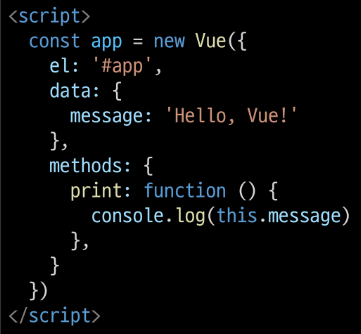 <script>
  const app = new Vue({
    el: '#app',
    data: {
      message: 'Hello, Vue!'
    },
    methods: {
      print: function () {
        console.log(this.message)
      },
    }
  })
</script>